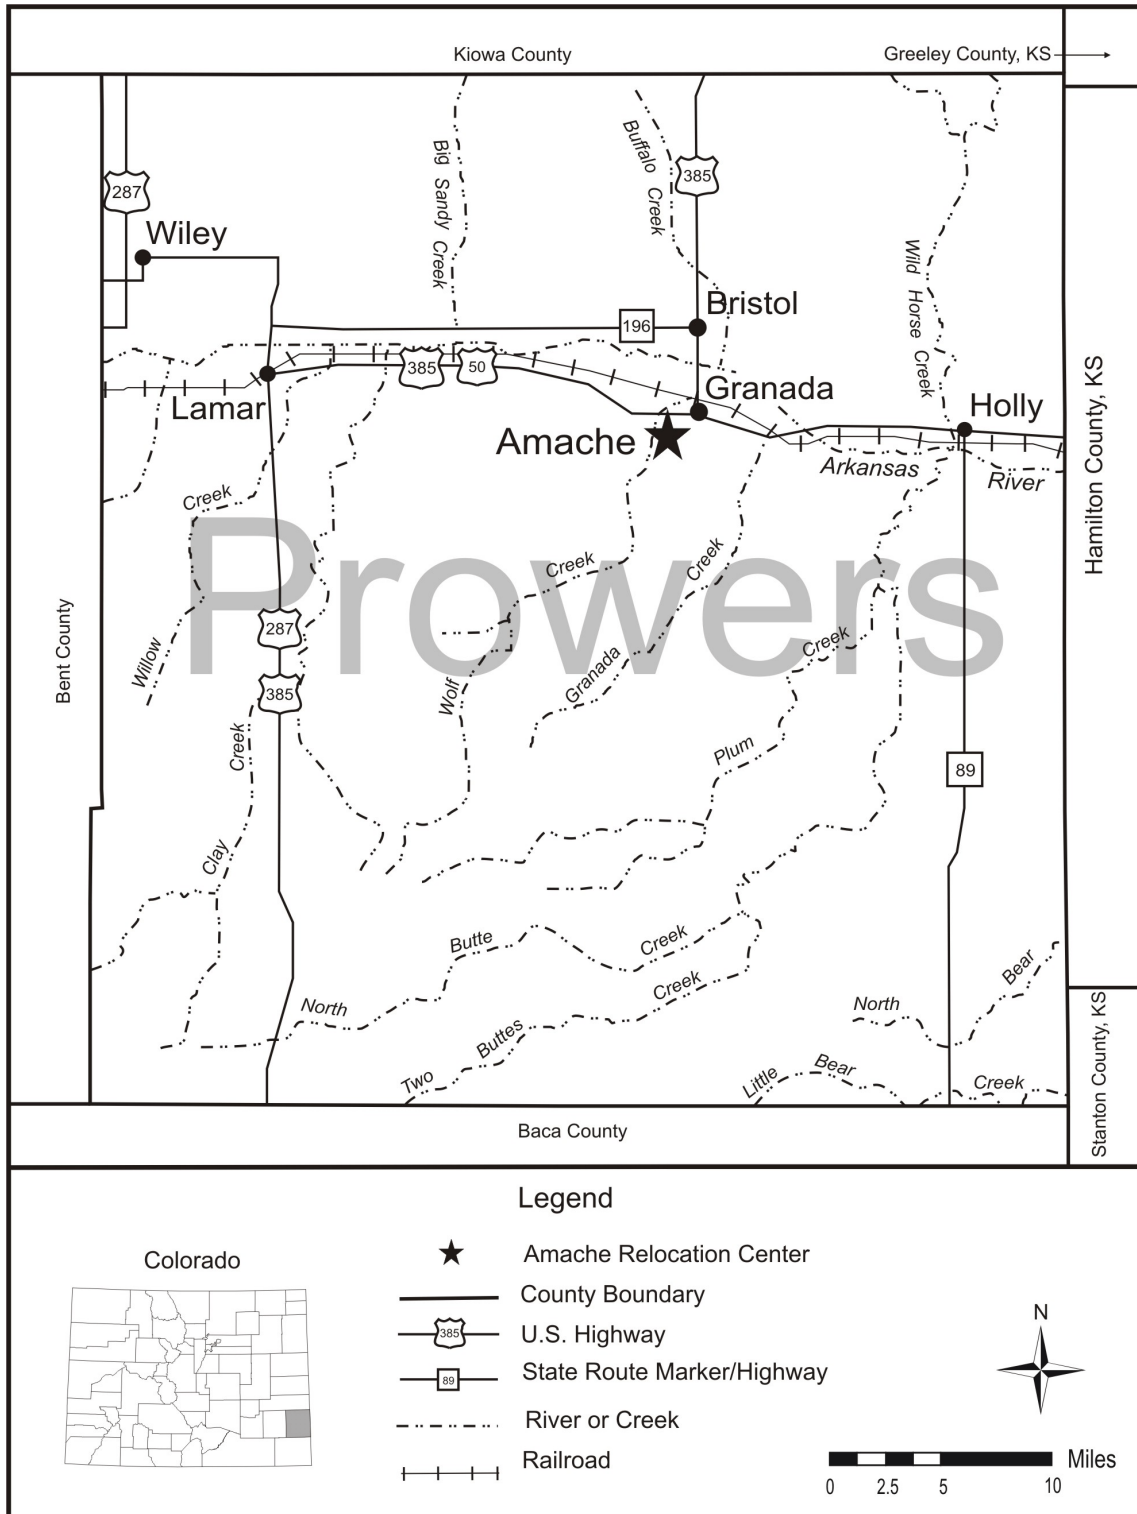 Kiowa County
Greeley County, KS
287
Wiley
Big Sandy Creek
Buffalo Creek
385
Wild Horse Creek
Bristol
196
385
50
Lamar
Granada
Amache
Holly
Arkansas River
Hamilton County, KS
Prowers
Bent County
Willow Creek
287
385
Wolf Creek
Granada Creek
Plum Creek
89
Clay Creek
North Butte Creek
Two Buttes Creek
North Bear
Little Bear Creek
Stanton County, KS
Baca County
Legend
Colorado
Amache Relocation Center
County Boundary
385
U.S. Highway
89
State Route Marker/Highway
River or Creek
Railroad
N
Miles
0 2.5 5 10